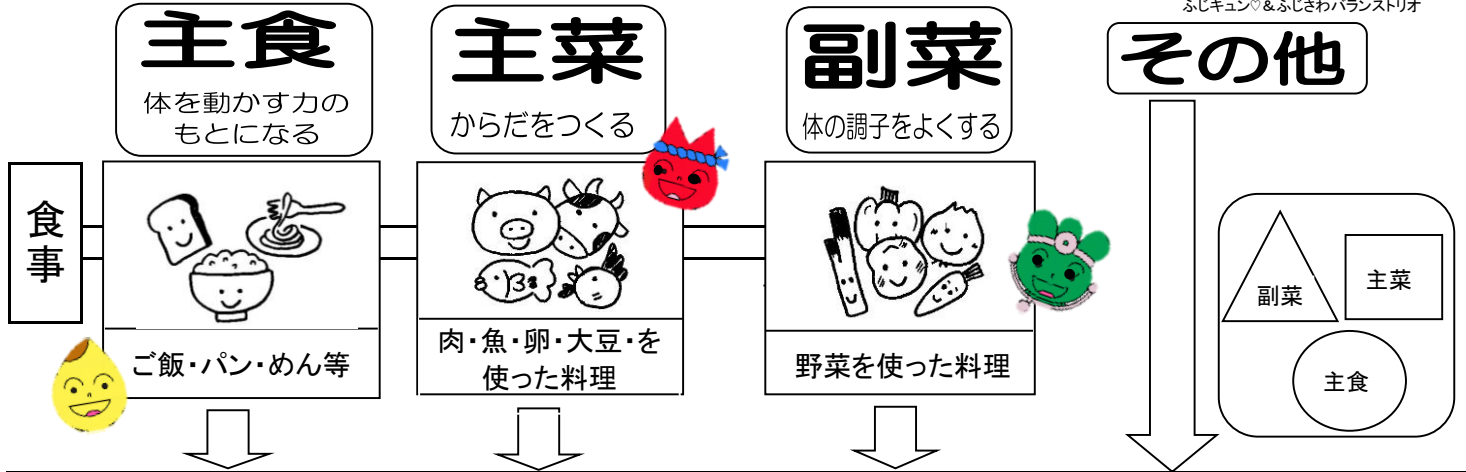 ふじキュン♡&ふじさわバランストリオ
主食
体を動かす力の
もとになる
主菜
からだをつくる
副菜
体の調子をよくする
その他
食事
ご飯・パン・めん等
肉・魚・卵・大豆・を
使った料理
野菜を使った料理
副菜
主菜
主食